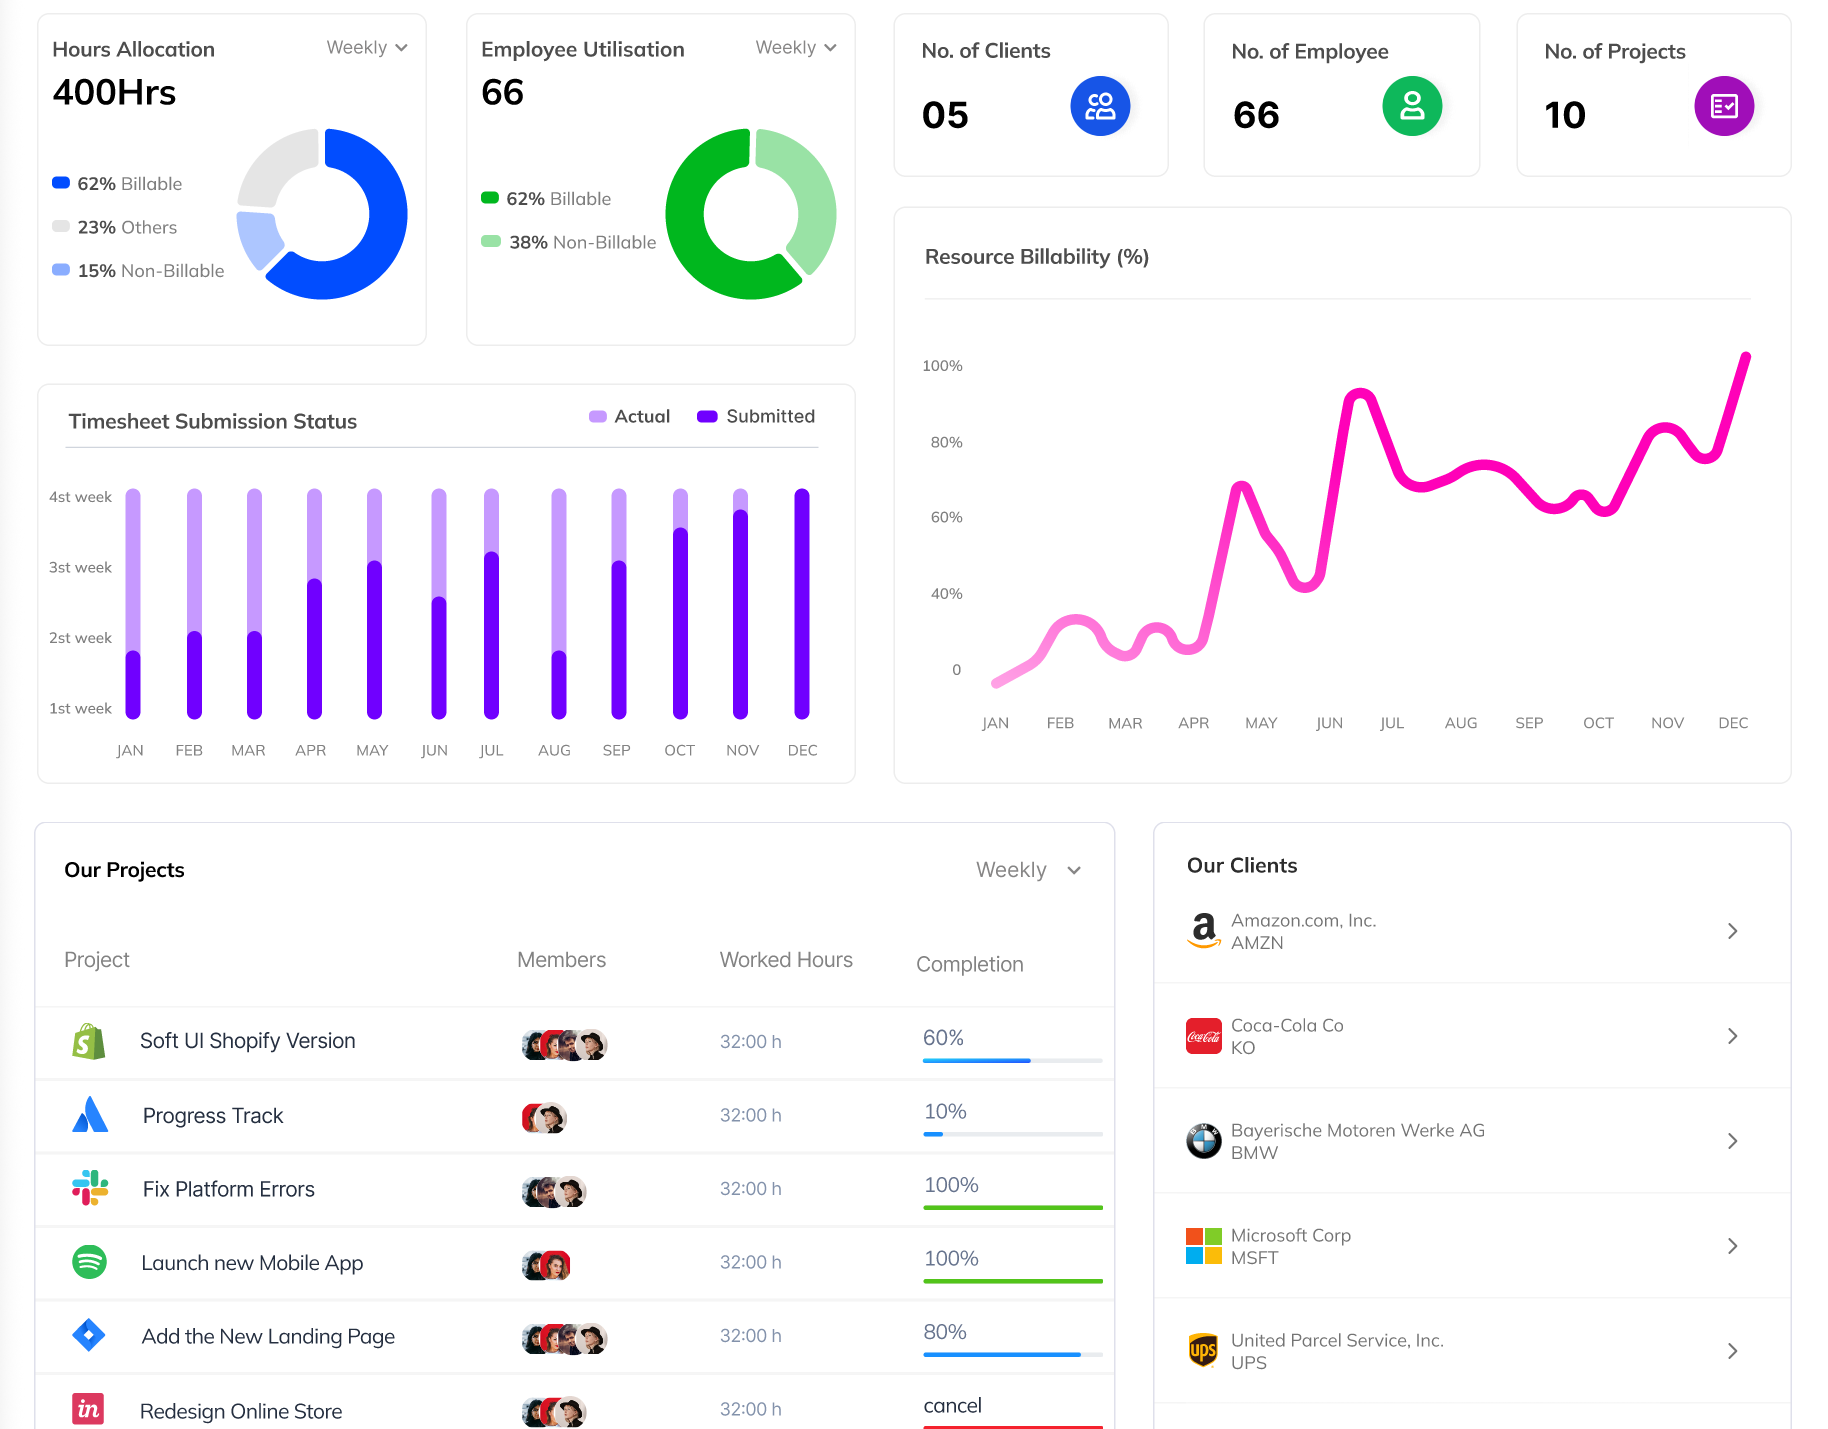 Hours Allocation
Weekly
400Hrs
62% Billable
23% Others
15% Non-Billable
Employee Utilisation
Weekly
66
62% Billable
38% Non-Billable
No. of Clients
05
No. of Employee
66
No. of Projects
10
Timesheet Submission Status
Actual
Submitted
4st week
3st week
2st week
1st week
JAN FEB MAR APR MAY JUN JUL AUG SEP OCT NOV DEC
Resource Billability (%)
100%
80%
60%
40%
0
JAN FEB MAR APR MAY JUN JUL AUG SEP OCT NOV DEC
Our Projects
Weekly
Project Members Worked Hours Completion
Soft UI Shopify Version 32:00 h 60%
Progress Track 32:00 h 10%
Fix Platform Errors 32:00 h 100%
Launch new Mobile App 32:00 h 100%
Add the New Landing Page 32:00 h 80%
in
Redesign Online Store 32:00 h cancel
Our Clients
a
Amazon.com, Inc.
AMZN
Coca-Cola
Coca-Cola Co
KO
BMW
Bayerische Motoren Werke AG
BMW
Microsoft Corp
MSFT
ups
United Parcel Service, Inc.
UPS